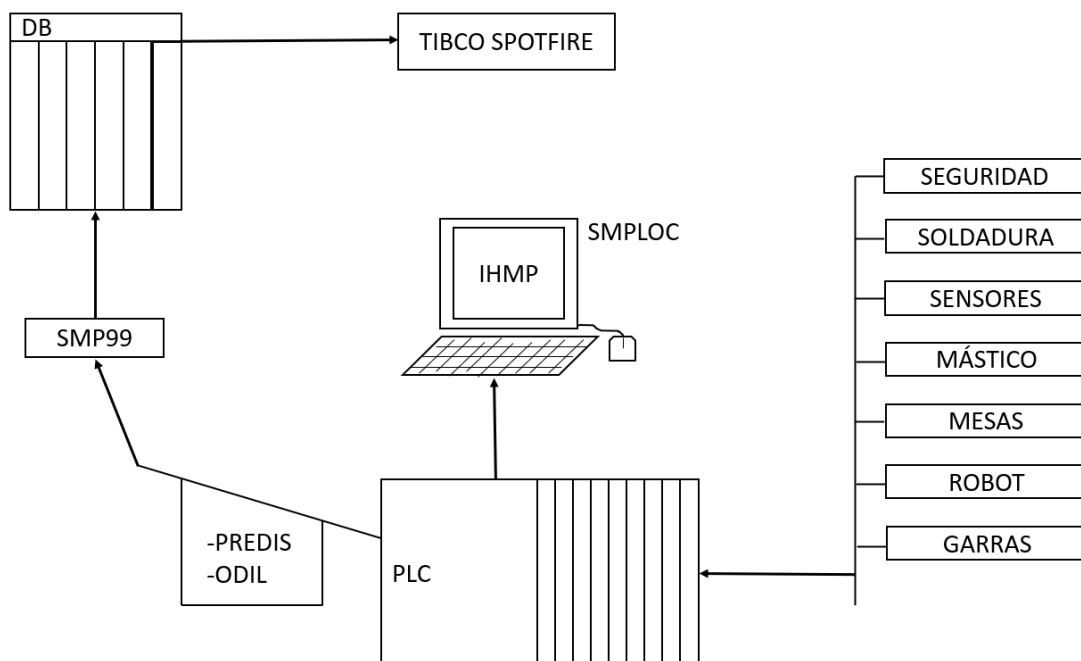 DB
TIBCO SPOTFIRE
SEGURIDAD
SMPLOC
SOLDADURA
IHMP
SENSORES
SMP99
MÁSTICO
MESAS
ROBOT
-PREDIS
GARRAS
-ODIL
PLC